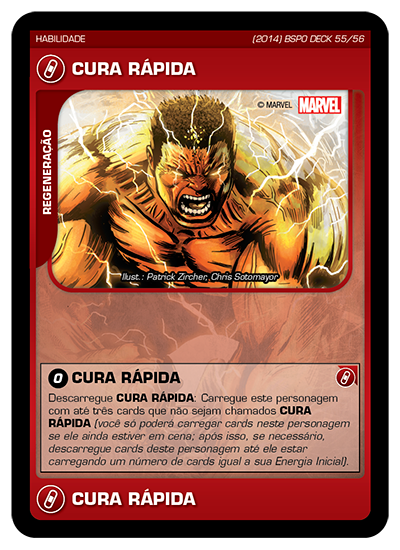 HABILIDADE
(2014) BSPO DECK 55/56
CURA RÁPIDA
REGENERAÇÃO
© MARVEL MARVEL
Ilust.: Patrick Zircher, Chris Sotomayor
0 CURA RÁPIDA
Descarregue CURA RÁPIDA: Carregue este personagem
com até três cards que não sejam chamados CURA
RÁPIDA (você só poderá carregar cards neste personagem
se ele ainda estiver em cena; após isso, se necessário,
descarregue cards deste personagem até ele estar
carregando um número de cards igual a sua Energia Inicial).
CURA RÁPIDA